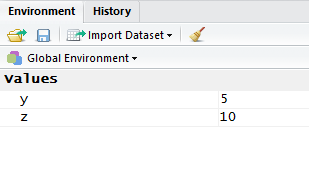 Environment History
Import Dataset
Global Environment
Values
y 5
z 10